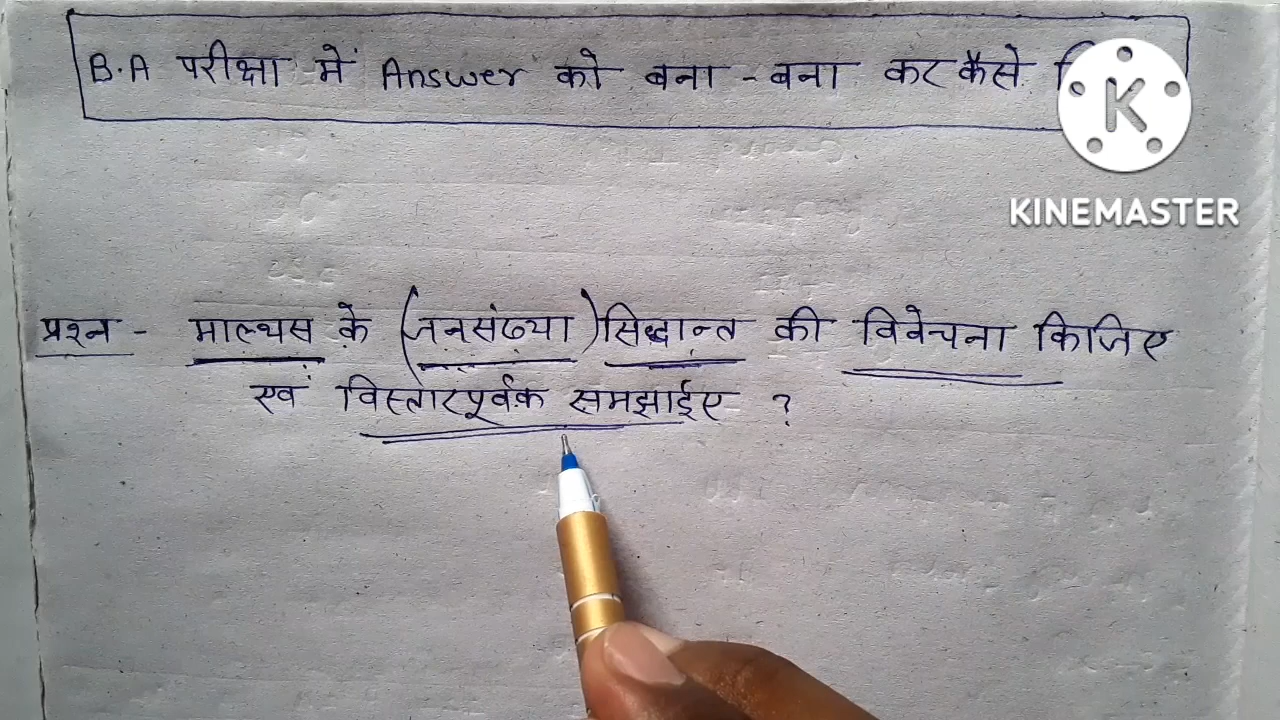 B.A परीक्षा में Answer को बना - बना कर कैसे
K
KINEMASTER
प्रश्न - माल्थस के (जनसंख्या) सिद्धान्त की विवेचना किजिए
एवं विस्तारपूर्वक समझाईए ?